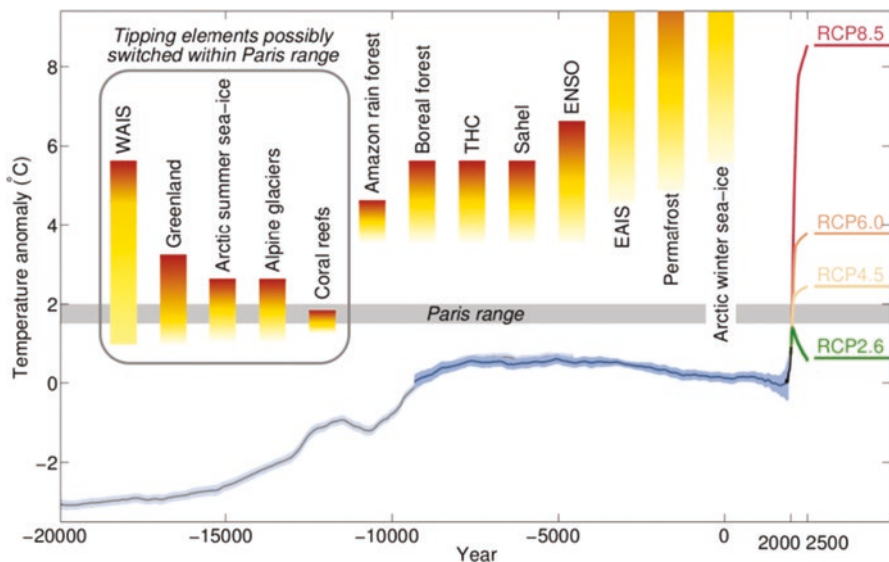 Tipping elements possibly
switched within Paris range
WAIS
Greenland
Arctic summer sea-ice
Alpine glaciers
Coral reefs
Amazon rain forest
Boreal forest
THC
Sahel
ENSO
EAIS
Permafrost
Arctic winter sea-ice
RCP8.5
RCP6.0
RCP4.5
RCP2.6
Paris range
Temperature anomaly (°C)
8
6
4
2
0
−2
−20000
−15000
−10000
−5000
0
2000
2500
Year